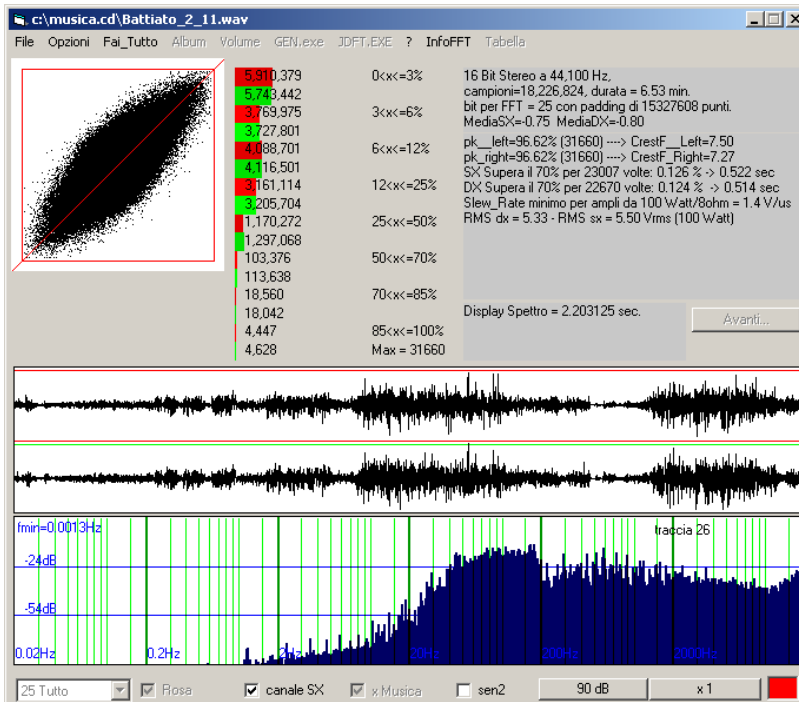 c:\musica.cd\Battiato_2_11.wav
File Opzioni Fai_Tutto Album Volume GEN.exe JDFT.EXE ? InfoFFT Tabella
5,910,379 0<x<=3%
5,743,442
3,769,975 3<x<=6%
3,727,801
4,088,701 6<x<=12%
4,116,501
3,161,114 12<x<=25%
3,205,704
1,170,272 25<x<=50%
1,297,068
103,376 50<x<=70%
113,638
18,560 70<x<=85%
18,042
4,447 85<x<=100%
4,628 Max = 31660
16 Bit Stereo a 44,100 Hz,
campioni=18,226,824, durata = 6.53 min.
bit per FFT = 25 con padding di 15327608 punti.
MediaSX=-0.75 MediaDX=-0.80
pk__left=96.62% (31660) ----> CrestF__Left=7.50
pk_right=96.62% (31660) ----> CrestF_Right=7.27
SX Supera il 70% per 23007 volte: 0.126 % -> 0.522 sec
DX Supera il 70% per 22670 volte: 0.124 % -> 0.514 sec
Slew_Rate minimo per ampli da 100 Watt/8ohm = 1.4 V/us
RMS dx = 5.33 - RMS sx = 5.50 Vrms (100 Watt)
Display Spettro = 2.203125 sec.
Avanti...
fmin=0.0013Hz traccia 26
-24dB
-54dB
0.02Hz 0.2Hz 2Hz 20Hz 200Hz 2000Hz
25 Tutto Rosa canale SX x Musica sen2 90 dB x 1